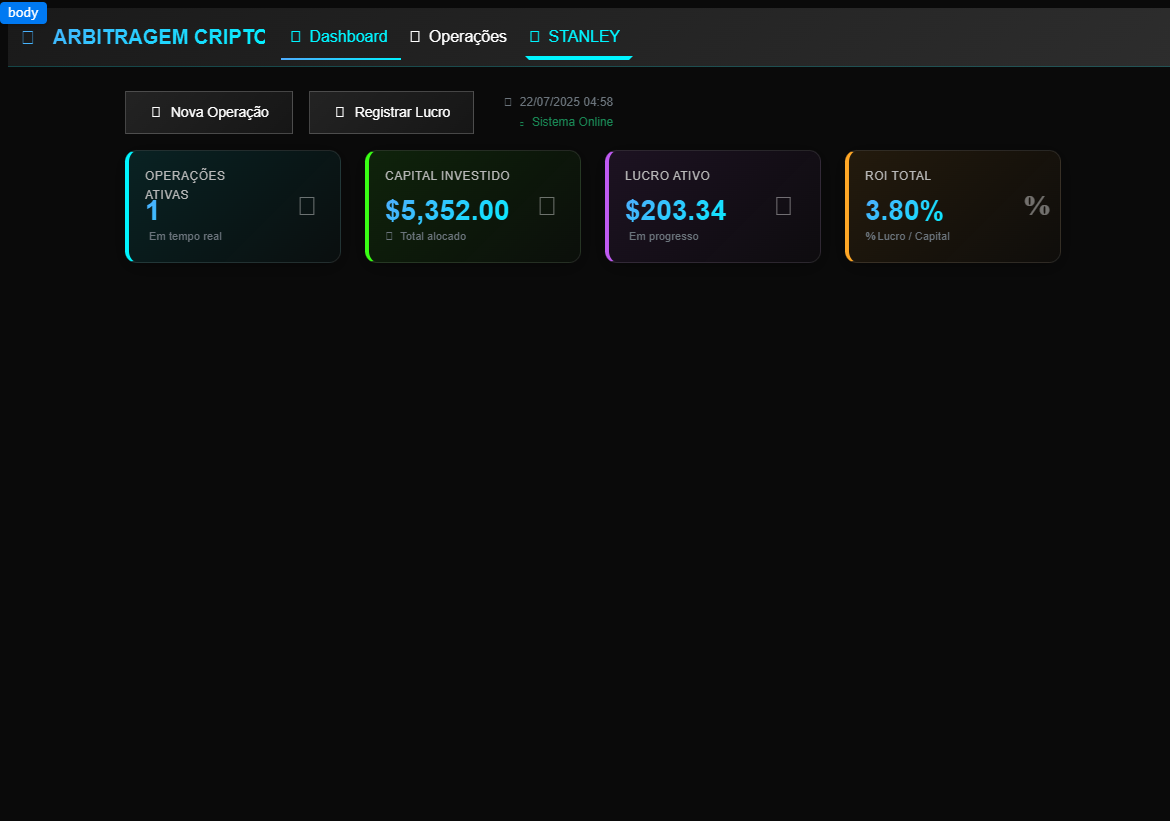 body
ARBITRAGEM CRIPTO
Dashboard
Operações
STANLEY
Nova Operação
Registrar Lucro
22/07/2025 04:58
Sistema Online
OPERAÇÕES
ATIVAS
1
Em tempo real
CAPITAL INVESTIDO
$5,352.00
Total alocado
LUCRO ATIVO
$203.34
Em progresso
ROI TOTAL
3.80%
%
% Lucro / Capital